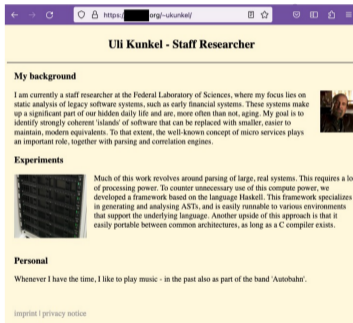 https:/ org/~ukunkel/
Uli Kunkel - Staff Researcher
My background
I am currently a staff researcher at the Federal Laboratory of Sciences, where my focus lies on
static analysis of legacy software systems, such as early financial systems. These systems make
up a significant part of our hidden daily life and are, more often than not, aging. My goal is to
identify strongly coherent 'islands' of software that can be replaced with smaller, easier to
maintain, modern equivalents. To that extent, the well-known concept of micro services plays
an important role, together with parsing and correlation engines.
Experiments
Much of this work revolves around parsing of large, real systems. This requires a lo
of processing power. To counter unnecessary use of this compute power, we
developed a framework based on the language Haskell. This framework specializes
in generating and analysing ASTs, and is easily runnable to various environments
that support the underlying language. Another upside of this approach is that it
easily portable between common architectures, as long as a C compiler exists.
Personal
Whenever I have the time, I like to play music - in the past also as part of the band 'Autobahn'.
imprint | privacy notice